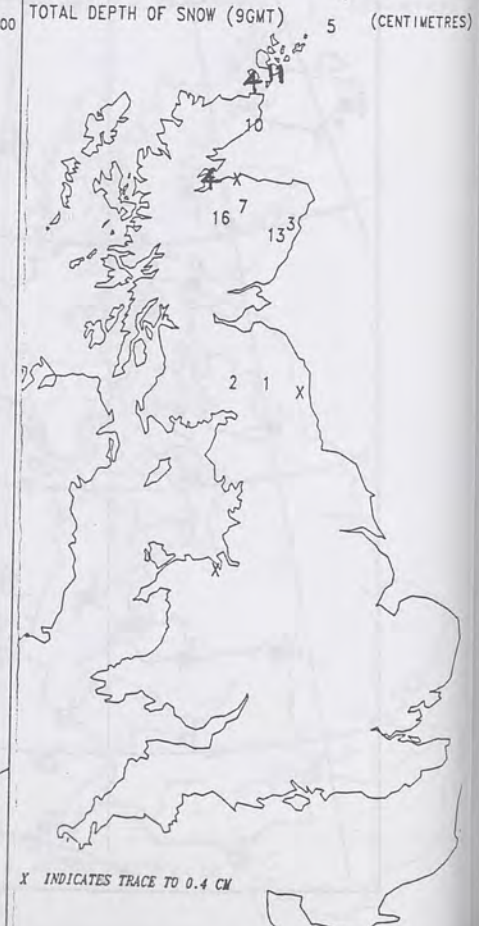 00 TOTAL DEPTH OF SNOW (9GMT) 5 (CENTIMETRES)
10
X
16 7
13 3
2 1 X
X
X INDICATES TRACE TO 0.4 CM